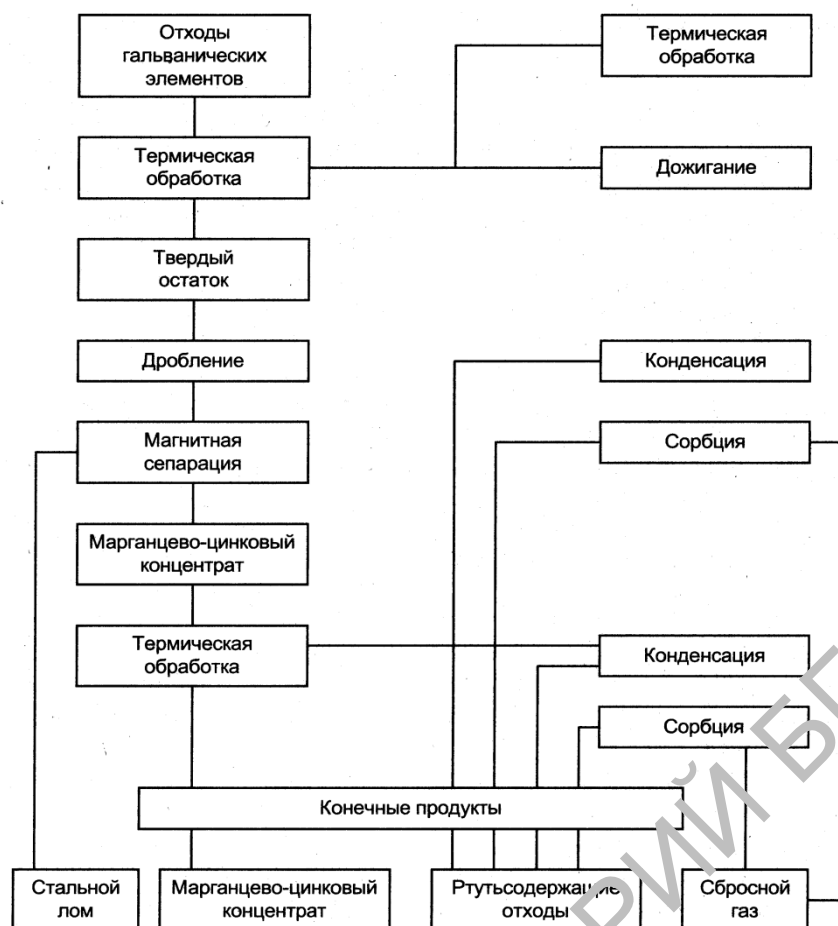 Отходы
гальванических
элементов
Термическая
обработка
Термическая
обработка
Дожигание
Твердый
остаток
Дробление
Конденсация
Магнитная
сепарация
Сорбция
Марганцево-цинковый
концентрат
Термическая
обработка
Конденсация
Сорбция
Конечные продукты
Стальной
лом
Марганцево-цинковый
концентрат
Ртутьсодержащие
отходы
Сбросной
газ